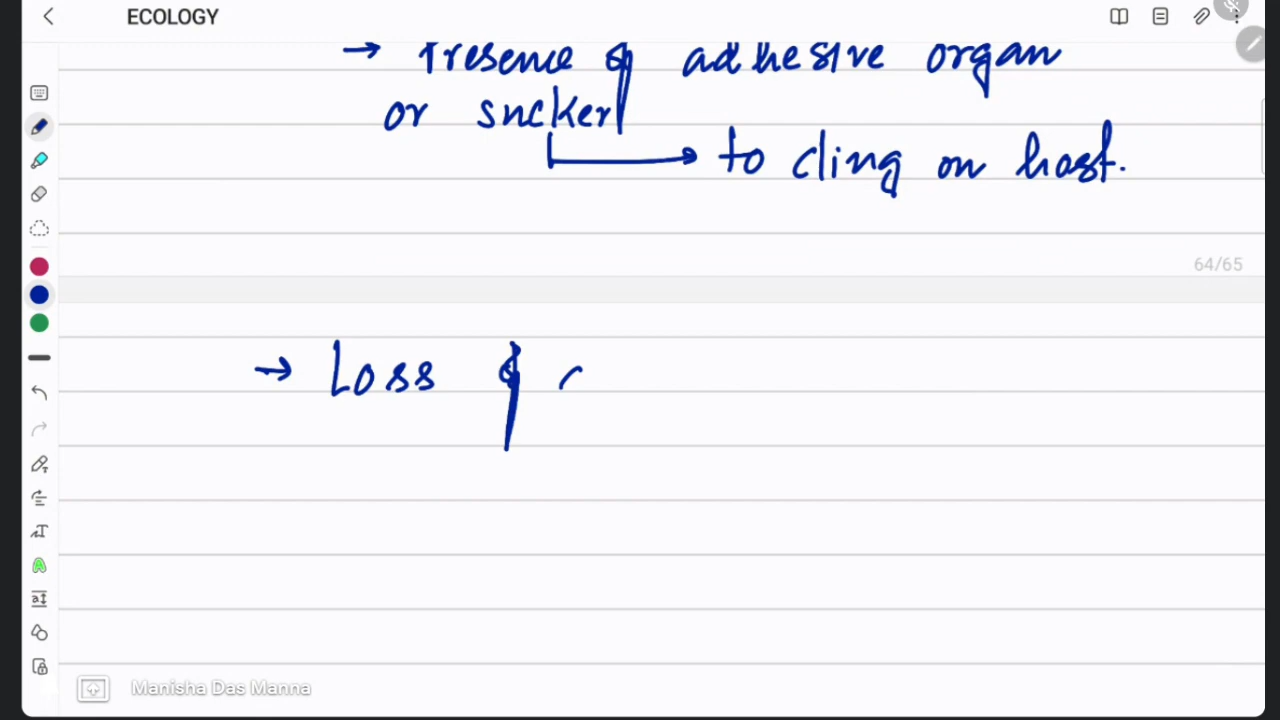 ECOLOGY
→ Presence of adhesive organ
or sucker
→ to cling on host.
64/65
→ Loss of
Manisha Das Manna